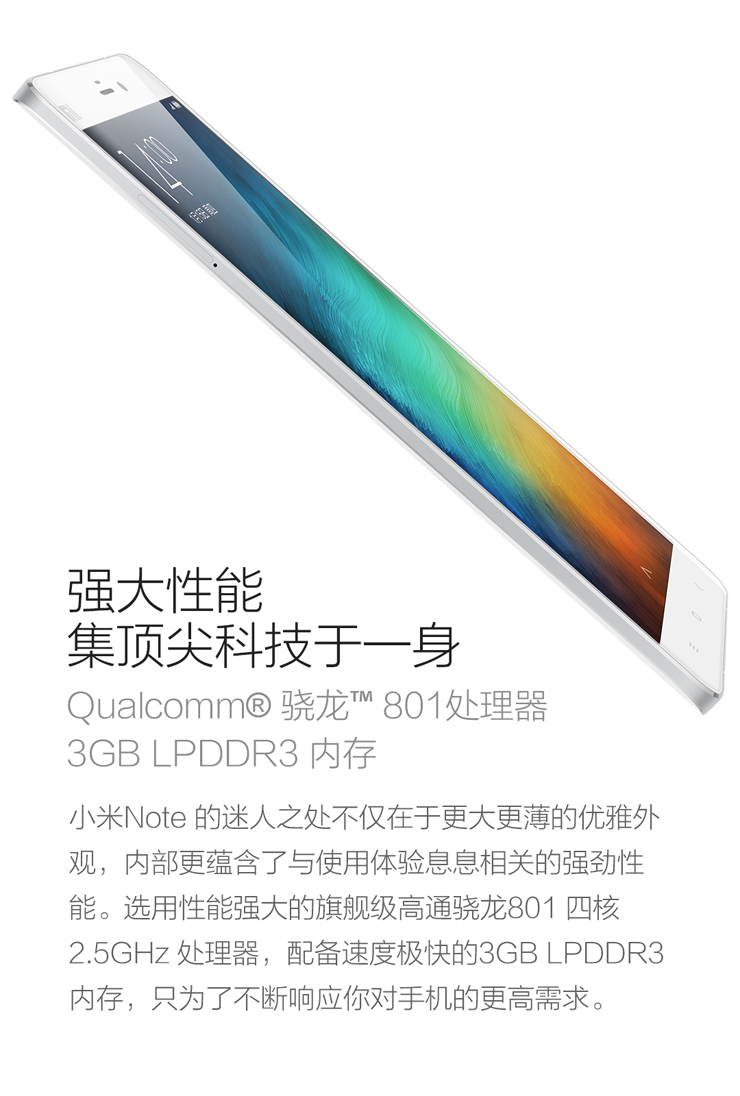 强大性能
集顶尖科技于一身
Qualcomm® 骁龙™ 801处理器
3GB LPDDR3 内存
小米Note 的迷人之处不仅在于更大更薄的优雅外
观，内部更蕴含了与使用体验息息相关的强劲性
能。选用性能强大的旗舰级高通骁龙801 四核
2.5GHz 处理器，配备速度极快的3GB LPDDR3
内存，只为了不断响应你对手机的更高需求。